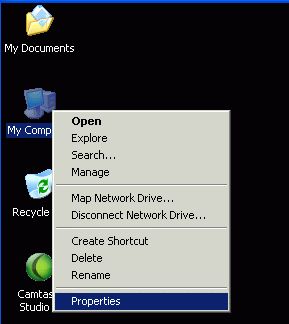 My Documents
My Comp
Open
Explore
Search...
Manage
Map Network Drive...
Disconnect Network Drive...
Recycle
Create Shortcut
Delete
Rename
Camtas
Studio
Properties